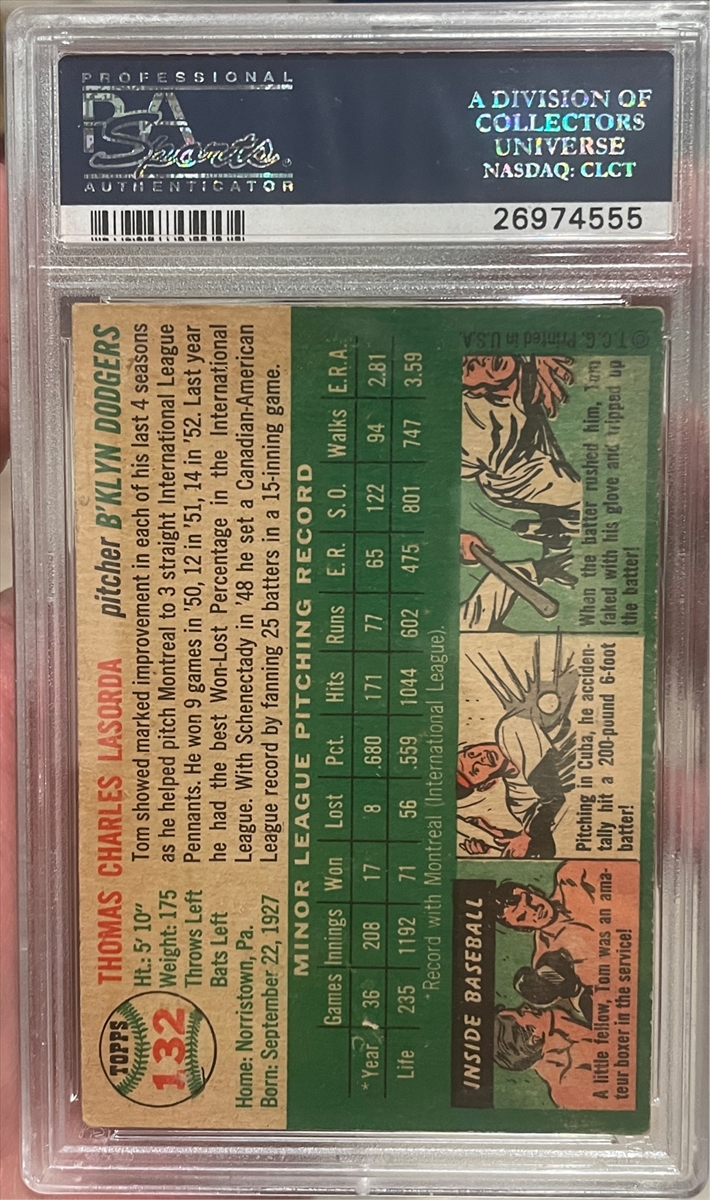 PROFESSIONAL
PSA
AUTHENTICATOR
A DIVISION OF
COLLECTORS
UNIVERSE
NASDAQ: CLCT
26974555
TOPPS
132
THOMAS CHARLES LASORDA pitcher B'KLYN DODGERS
Ht.: 5' 10"
Weight: 175
Throws Left
Bats Left
Home: Norristown, Pa.
Born: September 22, 1927
Tom showed marked improvement in each of his last 4 seasons
as he helped pitch Montreal to 3 straight International League
Pennants. He won 9 games in '50, 12 in '51, 14 in '52. Last year
he had the best Won-Lost Percentage in the International
League. With Schenectady in '48 he set a Canadian-American
League record by fanning 25 batters in a 15-inning game.
MINOR LEAGUE PITCHING RECORD
Games Innings Won Lost Pct. Hits Runs E.R. S.O. Walks E.R.A.
*Year 36 208 17 8 .680 171 77 65 122 94 2.81
Life 235 1192 71 56 .559 1044 602 475 801 747 3.59
*Record with Montreal (International League).
INSIDE BASEBALL
A little fellow, Tom was an ama-
teur boxer in the service!
Pitching in Cuba, he acciden-
tally hit a 200-pound 6-foot
batter!
When the batter rushed him, Tom
faked with his glove and tripped up
the batter!
© T.C.G. Printed in U.S.A.